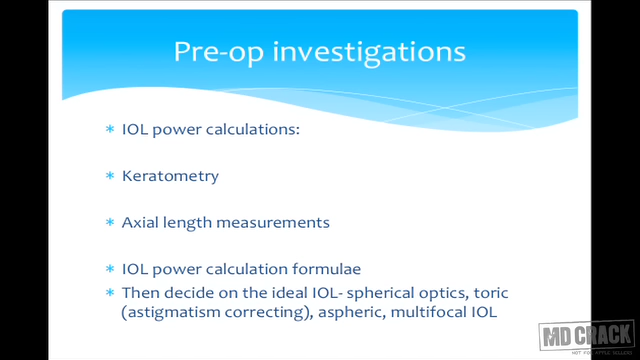 Pre-op investigations
* IOL power calculations:
* Keratometry
* Axial length measurements
* IOL power calculation formulae
* Then decide on the ideal IOL- spherical optics, toric
(astigmatism correcting), aspheric, multifocal IOL
MD CRACK